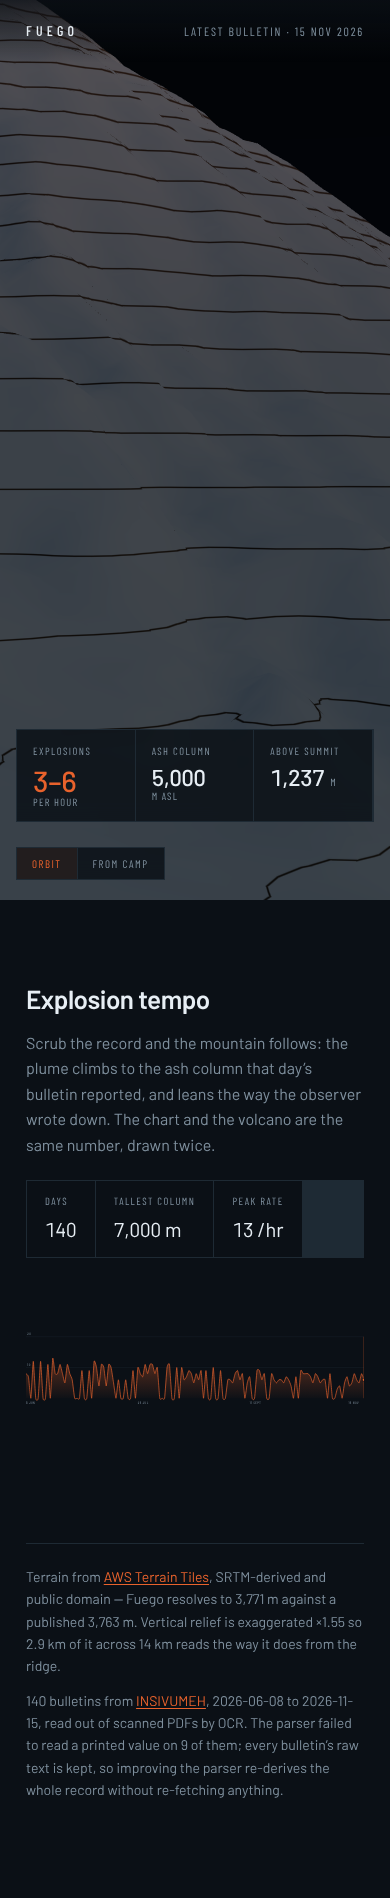 FUEGO
LATEST BULLETIN · 15 NOV 2026
EXPLOSIONS
3–6
PER HOUR
ASH COLUMN
5,000
M ASL
ABOVE SUMMIT
1,237 M
ORBIT
FROM CAMP
Explosion tempo
Scrub the record and the mountain follows: the
plume climbs to the ash column that day’s
bulletin reported, and leans the way the observer
wrote down. The chart and the volcano are the
same number, drawn twice.
DAYS
140
TALLEST COLUMN
7,000 m
PEAK RATE
13 /hr
Terrain from AWS Terrain Tiles, SRTM-derived and
public domain — Fuego resolves to 3,771 m against a
published 3,763 m. Vertical relief is exaggerated ×1.55 so
2.9 km of it across 14 km reads the way it does from the
ridge.
140 bulletins from INSIVUMEH, 2026-06-08 to 2026-11-
15, read out of scanned PDFs by OCR. The parser failed
to read a printed value on 9 of them; every bulletin’s raw
text is kept, so improving the parser re-derives the
whole record without re-fetching anything.